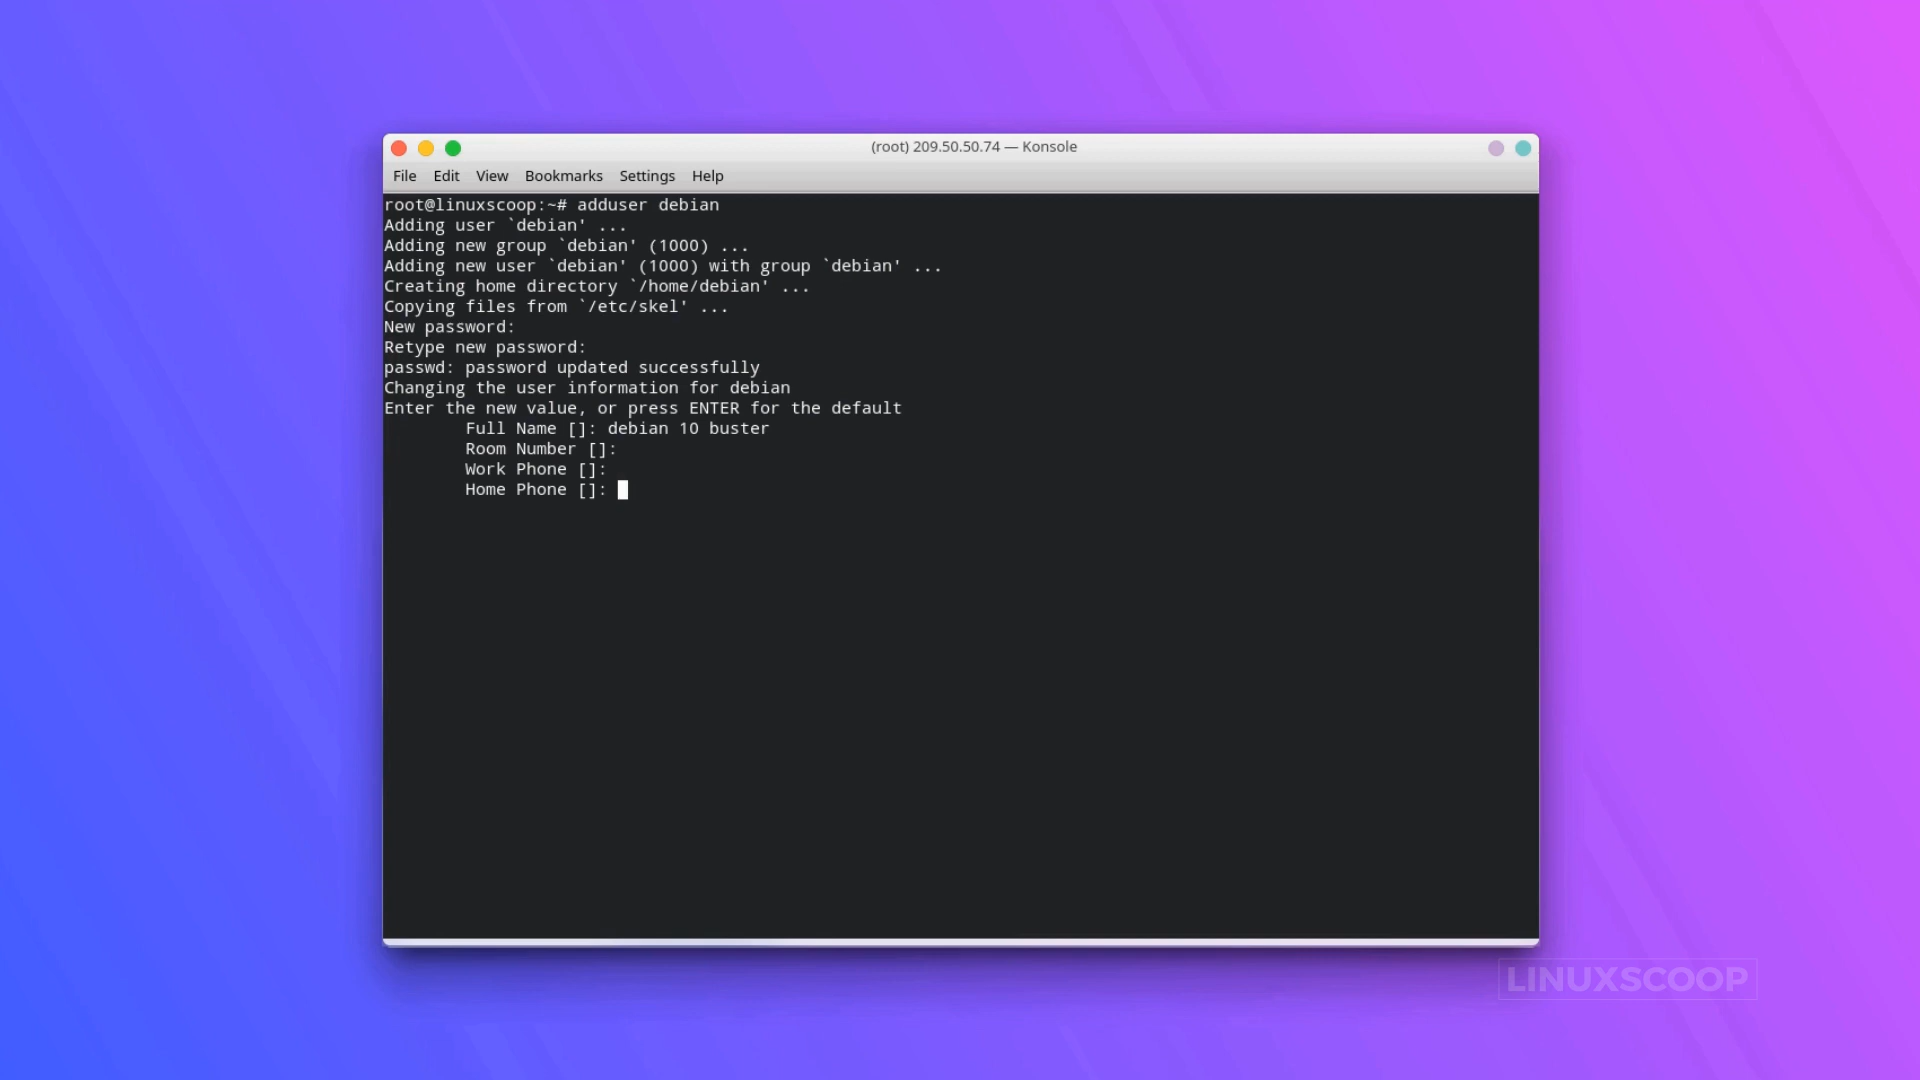 (root) 209.50.50.74 — Konsole
File Edit View Bookmarks Settings Help
root@linuxscoop:~# adduser debian
Adding user `debian' ...
Adding new group `debian' (1000) ...
Adding new user `debian' (1000) with group `debian' ...
Creating home directory `/home/debian' ...
Copying files from `/etc/skel' ...
New password:
Retype new password:
passwd: password updated successfully
Changing the user information for debian
Enter the new value, or press ENTER for the default
Full Name []: debian 10 buster
Room Number []:
Work Phone []:
Home Phone []:
LINUXSCOOP